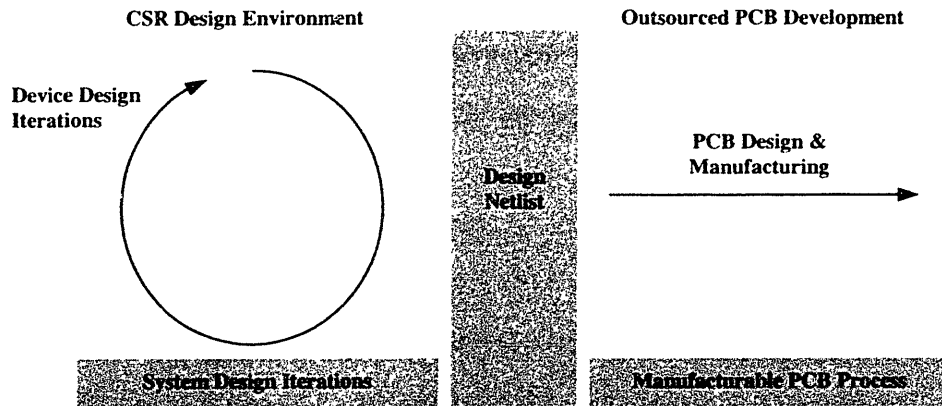 CSR Design Environment
Outsourced PCB Development
Device Design
Iterations
PCB Design &
Manufacturing
Design
Netlist
System Design Iterations
Manufacturable PCB Process